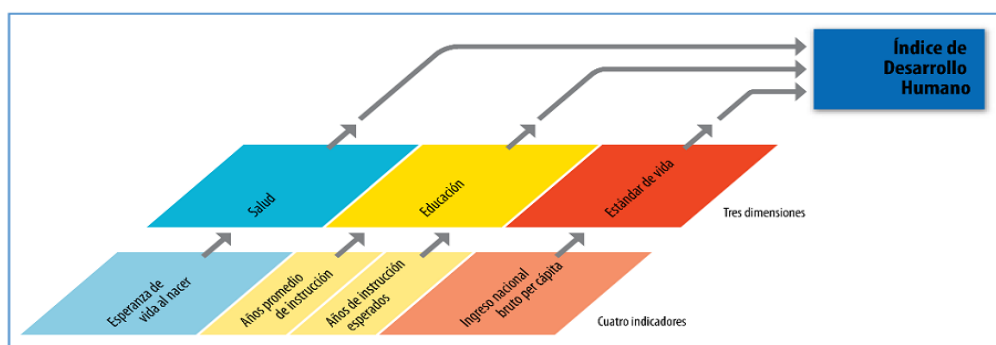 Índice de
Desarrollo
Humano
Salud
Educación
Estándar de vida
Tres dimensiones
Esperanza de
vida al nacer
Años promedio
de instrucción
Años de instrucción
esperados
Ingreso nacional
bruto per cápita
Cuatro indicadores